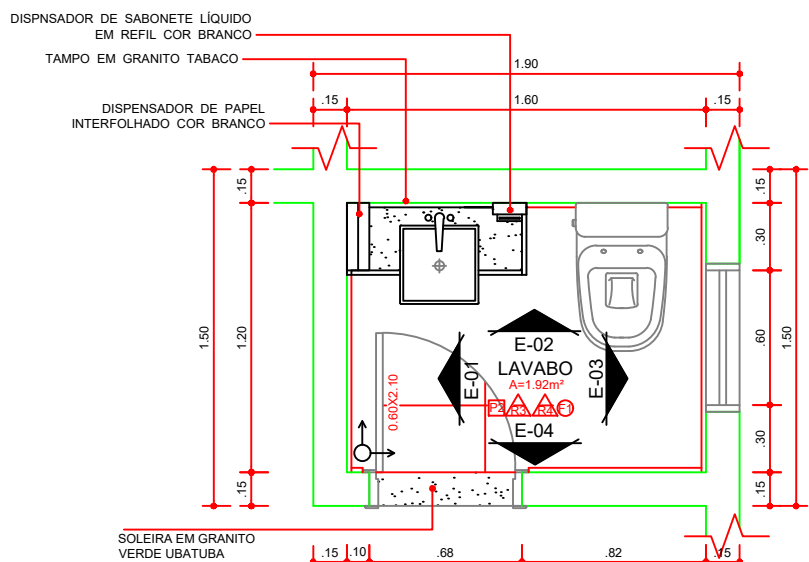 DISPNSADOR DE SABONETE LÍQUIDO
EM REFIL COR BRANCO
TAMPO EM GRANITO TABACO
DISPENSADOR DE PAPEL
INTERFOLHADO COR BRANCO
1.90
.15
1.60
.15
.15
1.50
1.20
.15
.15
.30
.60
1.50
.30
.15
E-02
LAVABO
A=1.92m²
E-01
E-03
P2
R3
R4
F1
E-04
0.60X2.10
SOLEIRA EM GRANITO
VERDE UBATUBA
.15
.10
.68
.82
.15